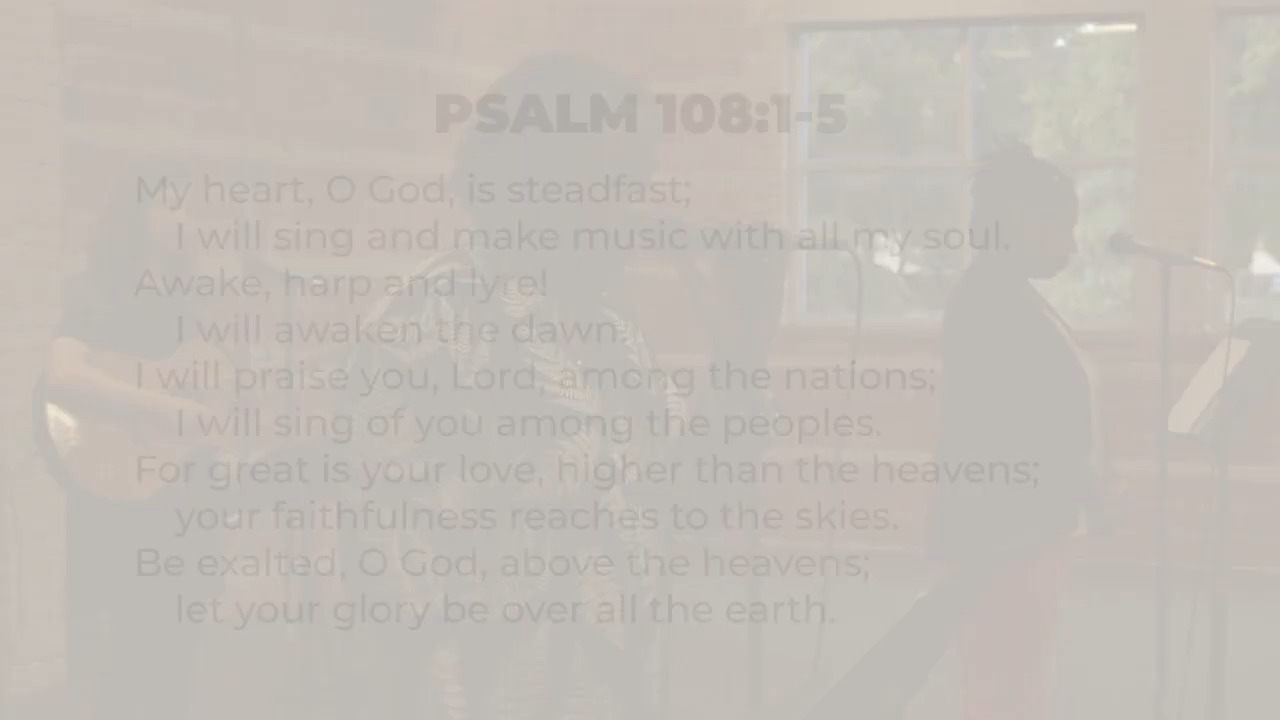 PSALM 108:1-5
My heart, O God, is steadfast;
I will sing and make music with all my soul.
Awake, harp and lyre!
I will awaken the dawn.
I will praise you, Lord, among the nations;
I will sing of you among the peoples.
For great is your love, higher than the heavens;
your faithfulness reaches to the skies.
Be exalted, O God, above the heavens;
let your glory be over all the earth.